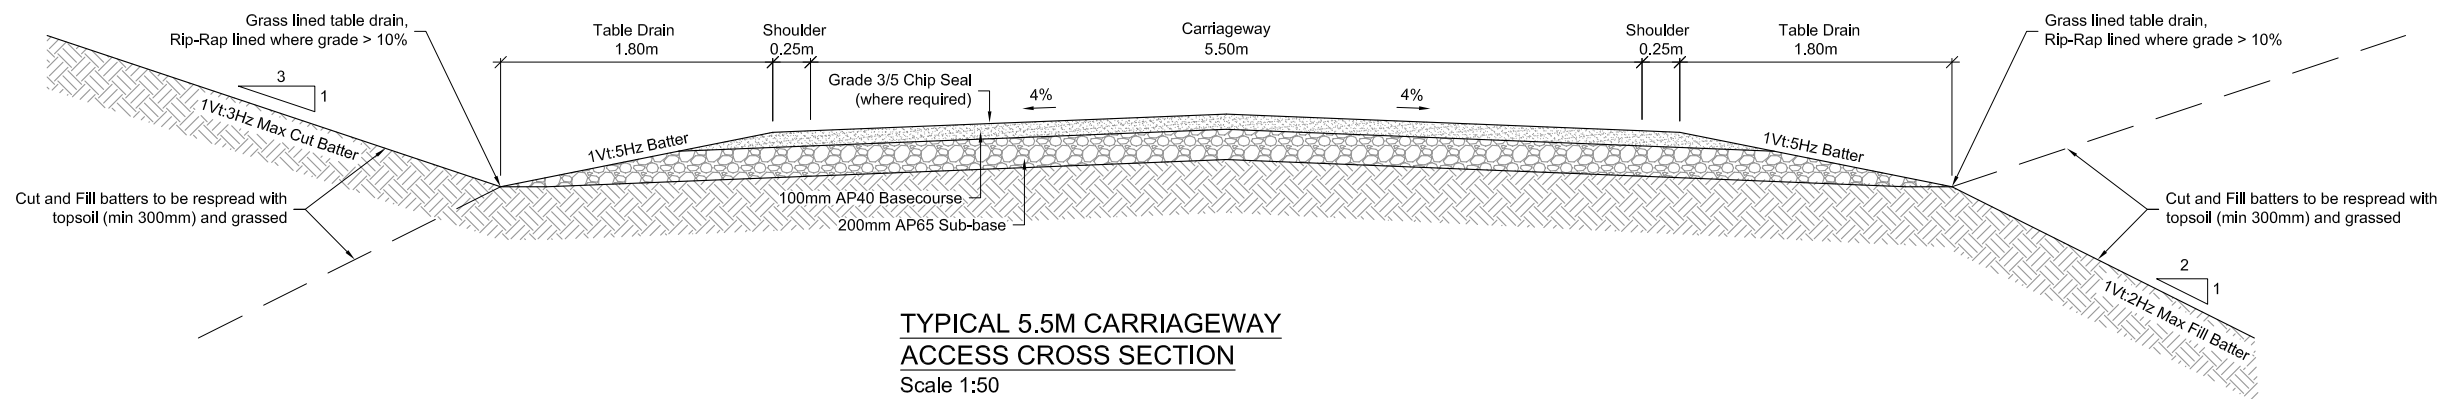 Grass lined table drain,
Rip-Rap lined where grade > 10%
Table Drain
1.80m
Shoulder
0.25m
Carriageway
5.50m
Shoulder
0.25m
Table Drain
1.80m
Grass lined table drain,
Rip-Rap lined where grade > 10%
3
1
Grade 3/5 Chip Seal
(where required)
4%
4%
1Vt:3Hz Max Cut Batter
1Vt:5Hz Batter
1Vt:5Hz Batter
Cut and Fill batters to be respread with
topsoil (min 300mm) and grassed
100mm AP40 Basecourse
200mm AP65 Sub-base
Cut and Fill batters to be respread with
topsoil (min 300mm) and grassed
2
1
1Vt:2Hz Max Fill Batter
TYPICAL 5.5M CARRIAGEWAY
ACCESS CROSS SECTION
Scale 1:50